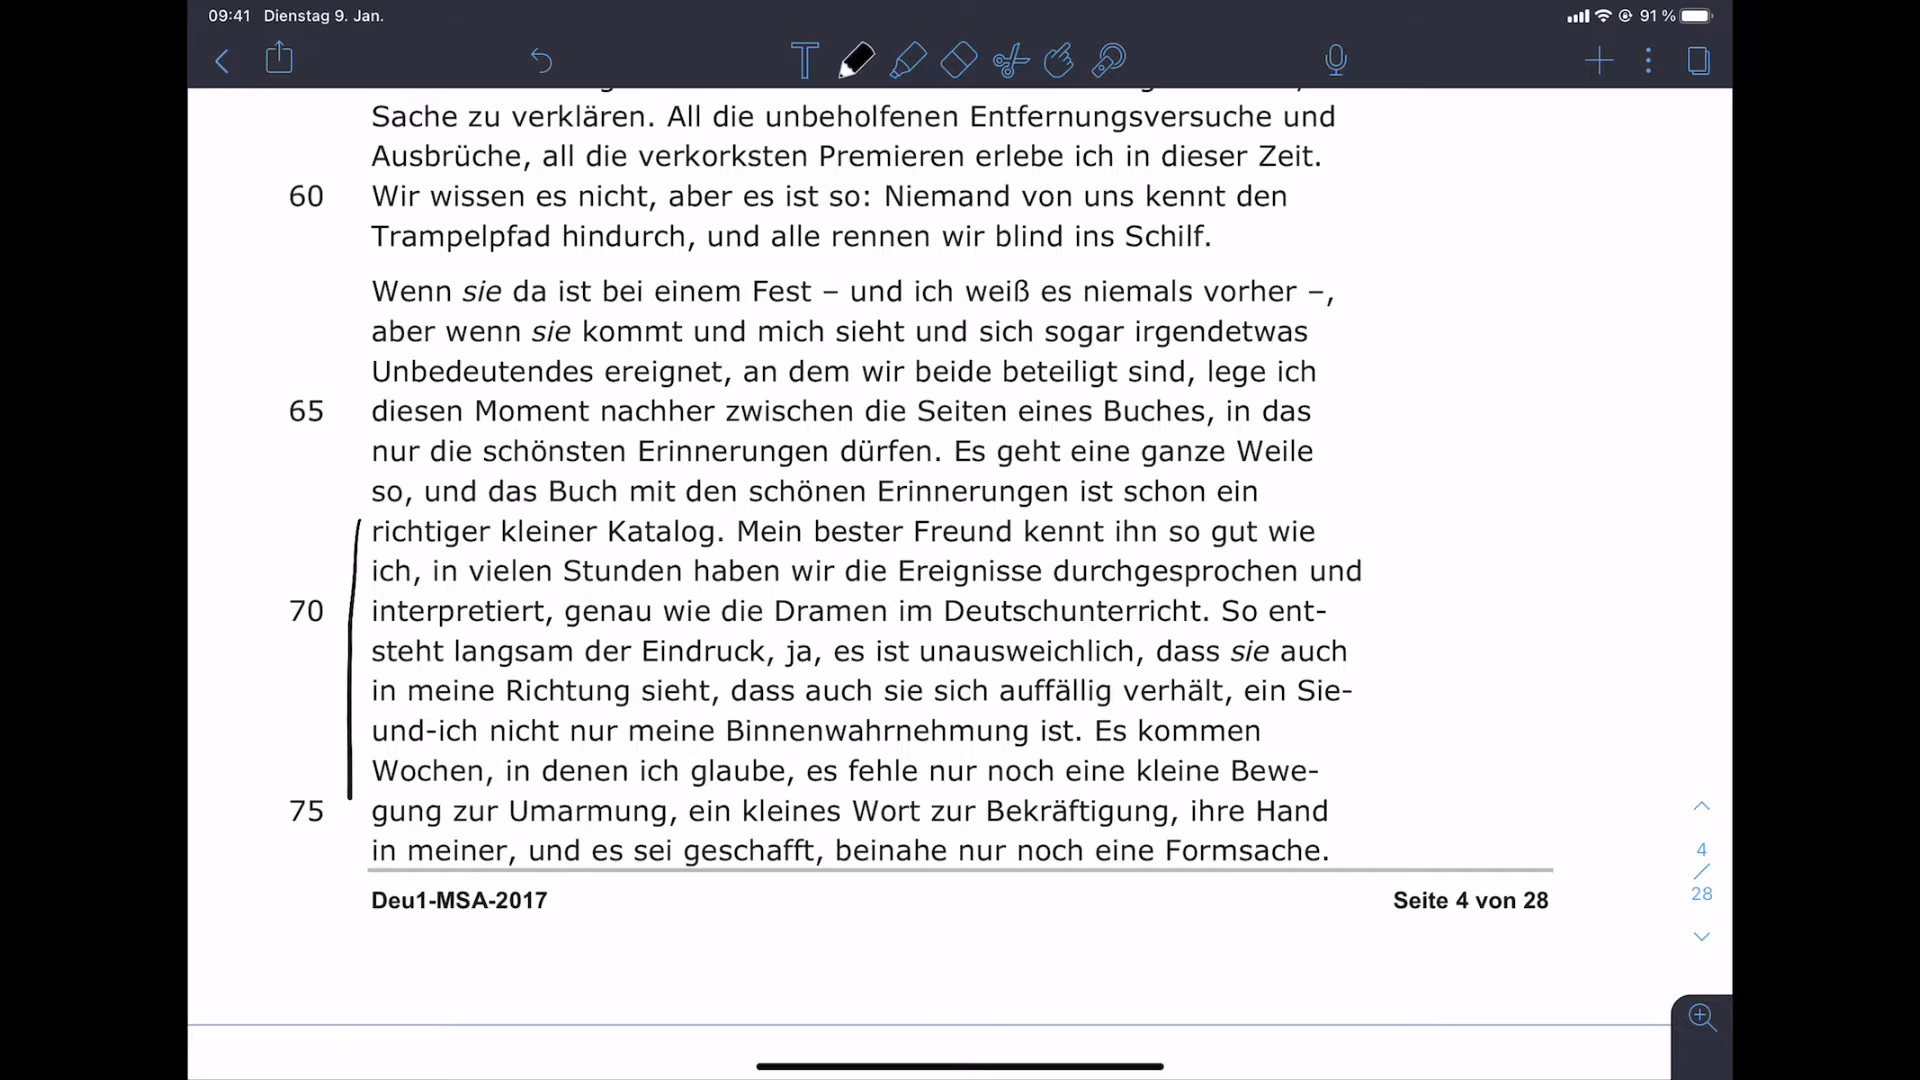 09:41 Dienstag 9. Jan.
91 %
T
Sache zu verklären. All die unbeholfenen Entfernungsversuche und
Ausbrüche, all die verkorksten Premieren erlebe ich in dieser Zeit.
60 Wir wissen es nicht, aber es ist so: Niemand von uns kennt den
Trampelpfad hindurch, und alle rennen wir blind ins Schilf.
Wenn sie da ist bei einem Fest – und ich weiß es niemals vorher –,
aber wenn sie kommt und mich sieht und sich sogar irgendetwas
Unbedeutendes ereignet, an dem wir beide beteiligt sind, lege ich
65 diesen Moment nachher zwischen die Seiten eines Buches, in das
nur die schönsten Erinnerungen dürfen. Es geht eine ganze Weile
so, und das Buch mit den schönen Erinnerungen ist schon ein
richtiger kleiner Katalog. Mein bester Freund kennt ihn so gut wie
ich, in vielen Stunden haben wir die Ereignisse durchgesprochen und
70 interpretiert, genau wie die Dramen im Deutschunterricht. So ent-
steht langsam der Eindruck, ja, es ist unausweichlich, dass sie auch
in meine Richtung sieht, dass auch sie sich auffällig verhält, ein Sie-
und-ich nicht nur meine Binnenwahrnehmung ist. Es kommen
Wochen, in denen ich glaube, es fehle nur noch eine kleine Bewe-
75 gung zur Umarmung, ein kleines Wort zur Bekräftigung, ihre Hand
in meiner, und es sei geschafft, beinahe nur noch eine Formsache.
Deu1-MSA-2017 Seite 4 von 28
4
/
28